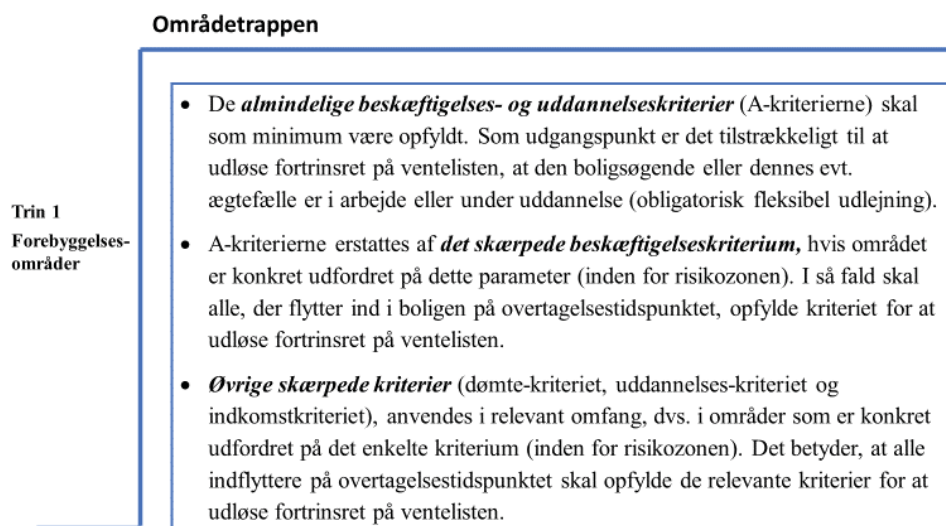 Områdetrappen
Trin 1
Forebyggelses-
områder
• De almindelige beskæftigelses- og uddannelseskriterier (A-kriterierne) skal
som minimum være opfyldt. Som udgangspunkt er det tilstrækkeligt til at
udløse fortrinsret på ventelisten, at den boligsøgende eller dennes evt.
ægtefælle er i arbejde eller under uddannelse (obligatorisk fleksibel udlejning).
• A-kriterierne erstattes af det skærpede beskæftigelseskriterium, hvis området
er konkret udfordret på dette parameter (inden for risikozonen). I så fald skal
alle, der flytter ind i boligen på overtagelsestidspunktet, opfylde kriteriet for at
udløse fortrinsret på ventelisten.
• Øvrige skærpede kriterier (dømte-kriteriet, uddannelses-kriteriet og
indkomstkriteriet), anvendes i relevant omfang, dvs. i områder som er konkret
udfordret på det enkelte kriterium (inden for risikozonen). Det betyder, at alle
indflyttere på overtagelsestidspunktet skal opfylde de relevante kriterier for at
udløse fortrinsret på ventelisten.